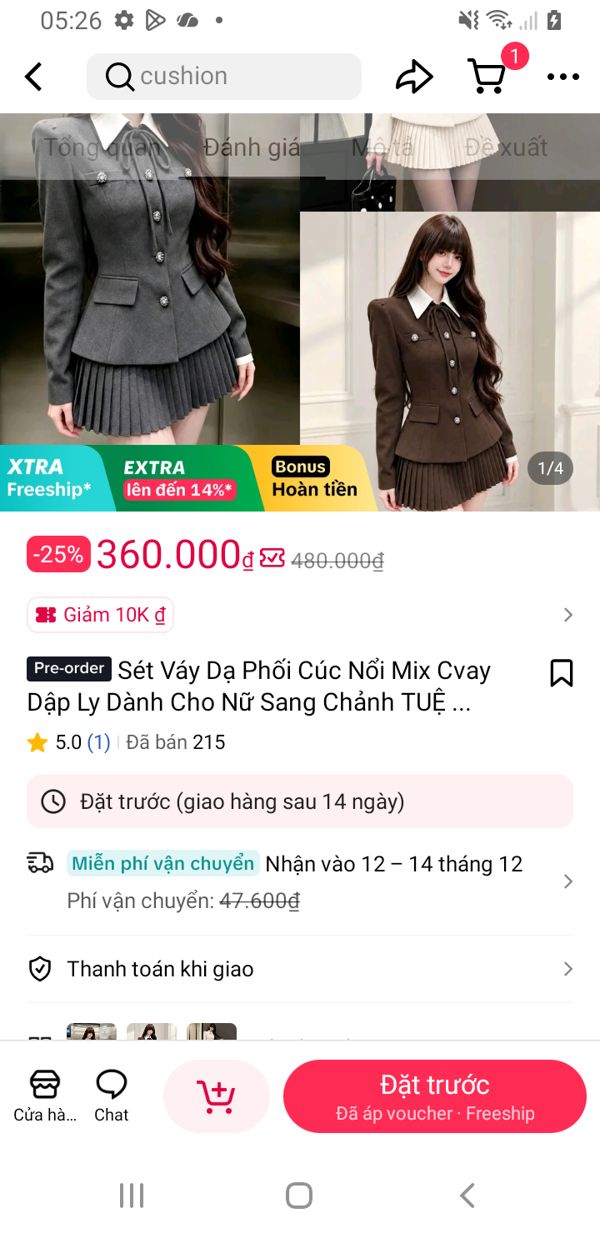 05:26
cushion
1
Tổng quan Đánh giá Mô tả Đề xuất
XTRA
Freeship*
EXTRA
lên đến 14%*
Bonus
Hoàn tiền
1/4
-25% 360.000đ 480.000đ
Giảm 10K đ
Pre-order Sét Váy Dạ Phối Cúc Nổi Mix Cvay
Dập Ly Dành Cho Nữ Sang Chảnh TUỆ ...
5.0 (1) Đã bán 215
Đặt trước (giao hàng sau 14 ngày)
Miễn phí vận chuyển Nhận vào 12 – 14 tháng 12
Phí vận chuyển: 47.600₫
Thanh toán khi giao
Cửa hà...
Chat
Đặt trước
Đã áp voucher · Freeship